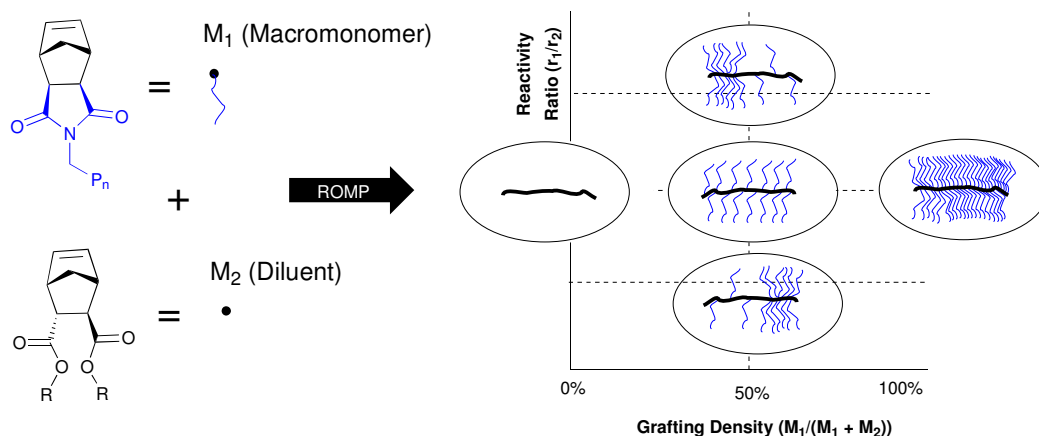 M₁ (Macromonomer)
=
O
N
O
Pn
+
ROMP
M₂ (Diluent)
=
O
O
O
O
R
R
Reactivity
Ratio (r₁/r₂)
0%
50%
100%
Grafting Density (M₁/(M₁ + M₂))